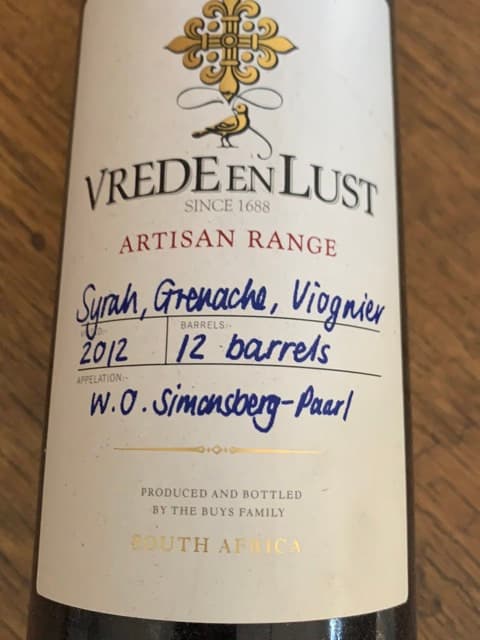 VREDE EN LUST
SINCE 1688
ARTISAN RANGE
Syrah, Grenache, Viognier
BARRELS:-
2012 12 barrels
APPELATION:-
W.O. Simonsberg-Paarl
PRODUCED AND BOTTLED
BY THE BUYS FAMILY
SOUTH AFRICA